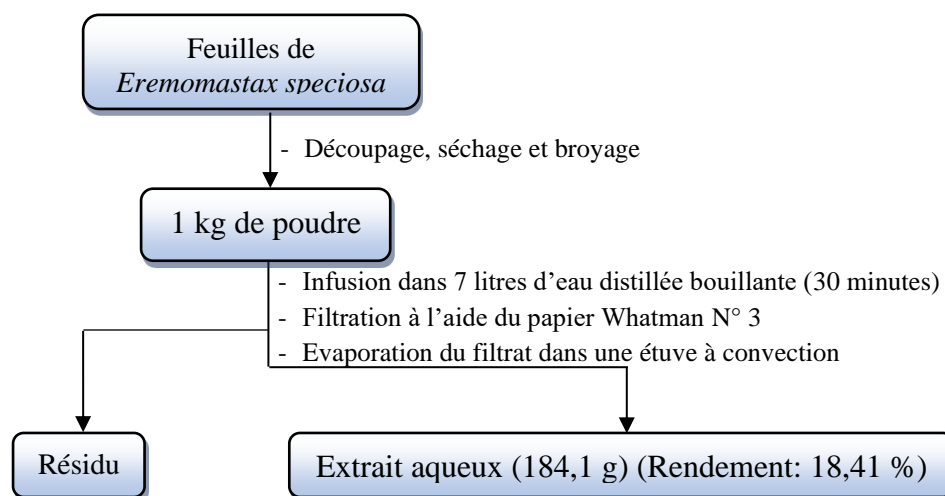 Feuilles de
Eremomastax speciosa
- Découpage, séchage et broyage
1 kg de poudre
- Infusion dans 7 litres d’eau distillée bouillante (30 minutes)
- Filtration à l’aide du papier Whatman N° 3
- Evaporation du filtrat dans une étuve à convection
Résidu
Extrait aqueux (184,1 g) (Rendement: 18,41 %)